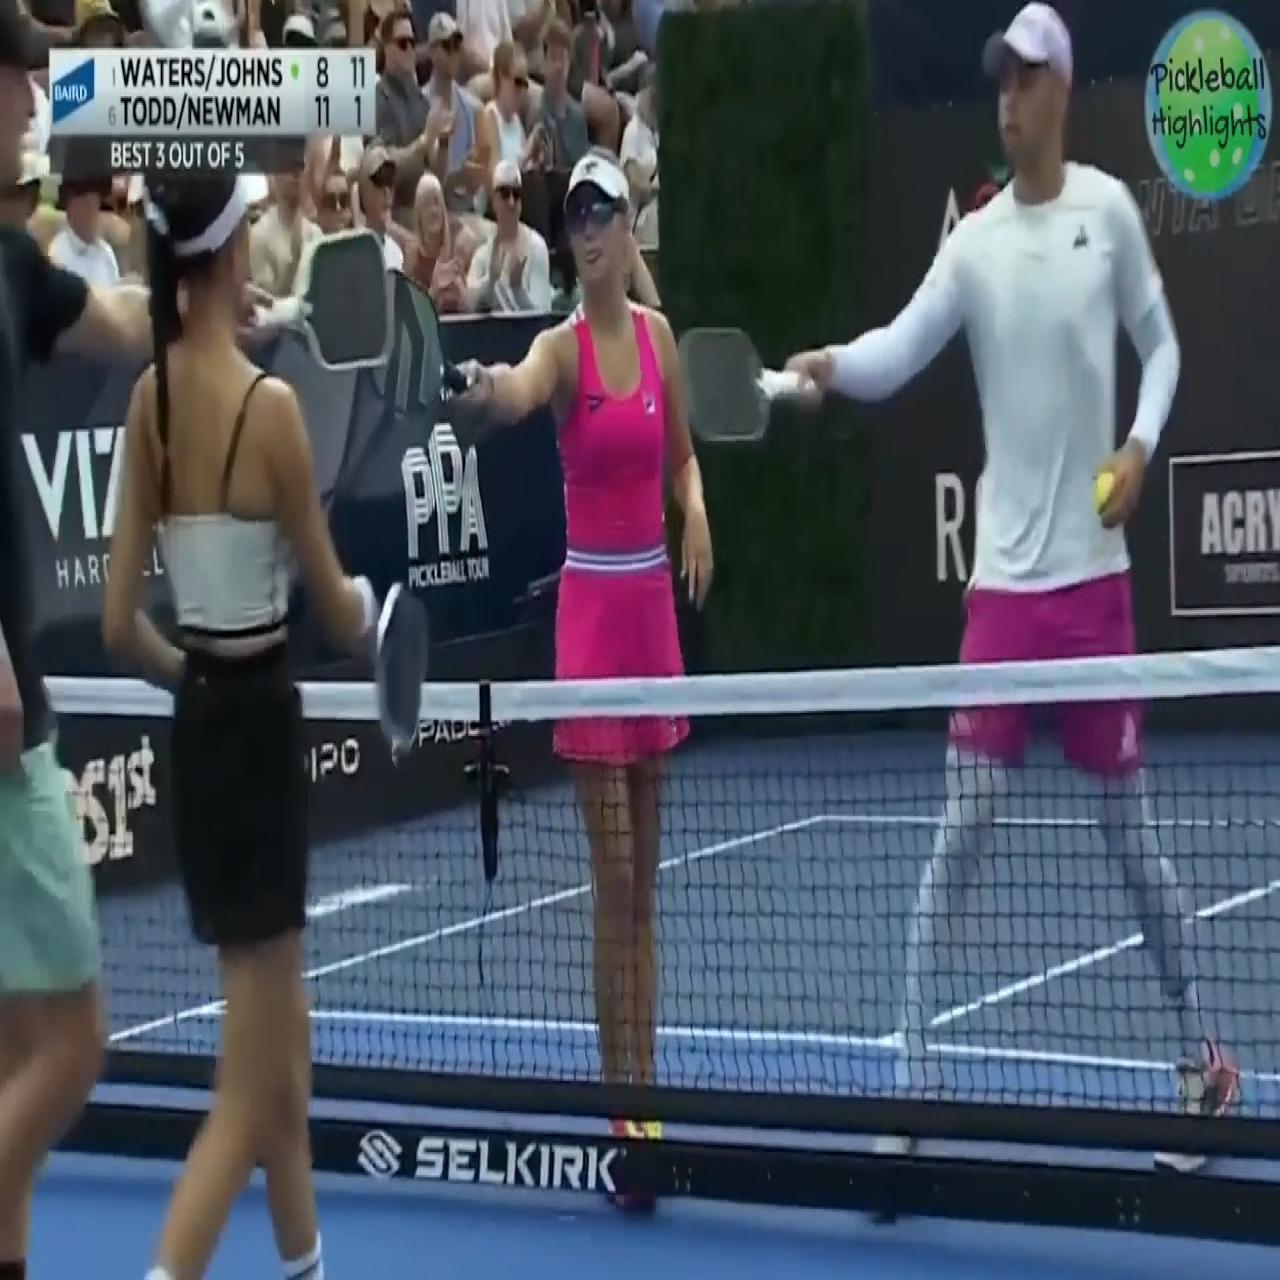 BAIRD
1 WATERS/JOHNS 8 11
6 TODD/NEWMAN 11 1
BEST 3 OUT OF 5
Pickleball
Highlights
PPA
PICKLEBALL TOUR
ACRY
SELKIRK